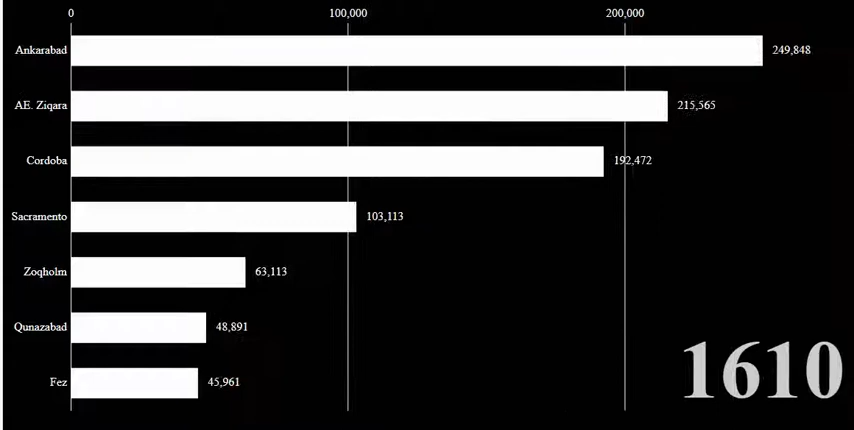 0 100,000 200,000
Ankarabad 249,848
AE. Ziqara 215,565
Cordoba 192,472
Sacramento 103,113
Zoqholm 63,113
Qunazabad 48,891
Fez 45,961
1610